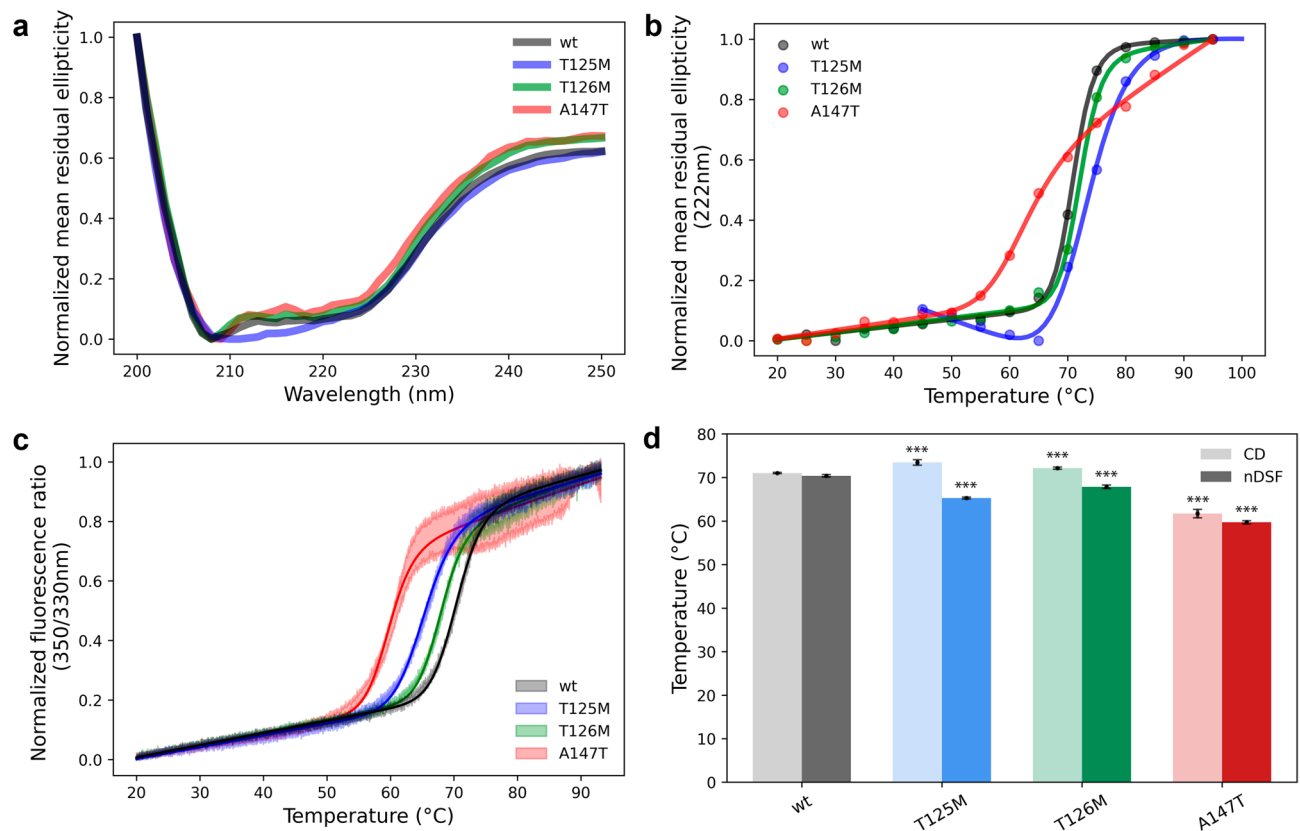 a
Normalized mean residual ellipticity
1.0
0.8
0.6
0.4
0.2
0.0
wt
T125M
T126M
A147T
200
210
220
230
240
250
Wavelength (nm)
b
Normalized mean residual ellipticity
(222nm)
1.0
0.8
0.6
0.4
0.2
0.0
wt
T125M
T126M
A147T
20
30
40
50
60
70
80
90
100
Temperature (°C)
c
Normalized fluorescence ratio
(350/330nm)
1.0
0.8
0.6
0.4
0.2
0.0
wt
T125M
T126M
A147T
20
30
40
50
60
70
80
90
Temperature (°C)
d
Temperature (°C)
80
70
60
50
40
30
20
10
0
***
***
***
***
***
***
CD
nDSF
wt
T125M
T126M
A147T